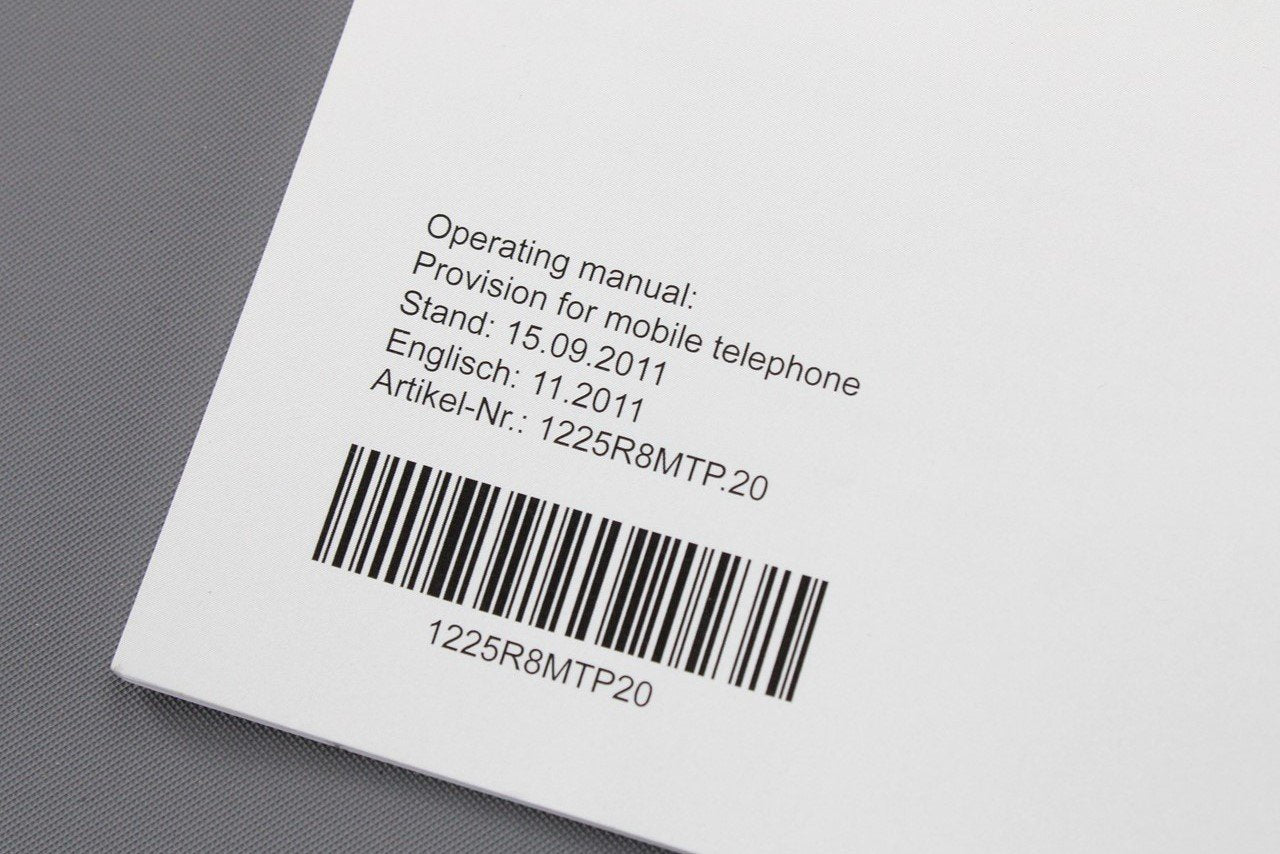 Operating manual:
Provision for mobile telephone
Stand: 15.09.2011
Englisch: 11.2011
Artikel-Nr.: 1225R8MTP.20
1225R8MTP20